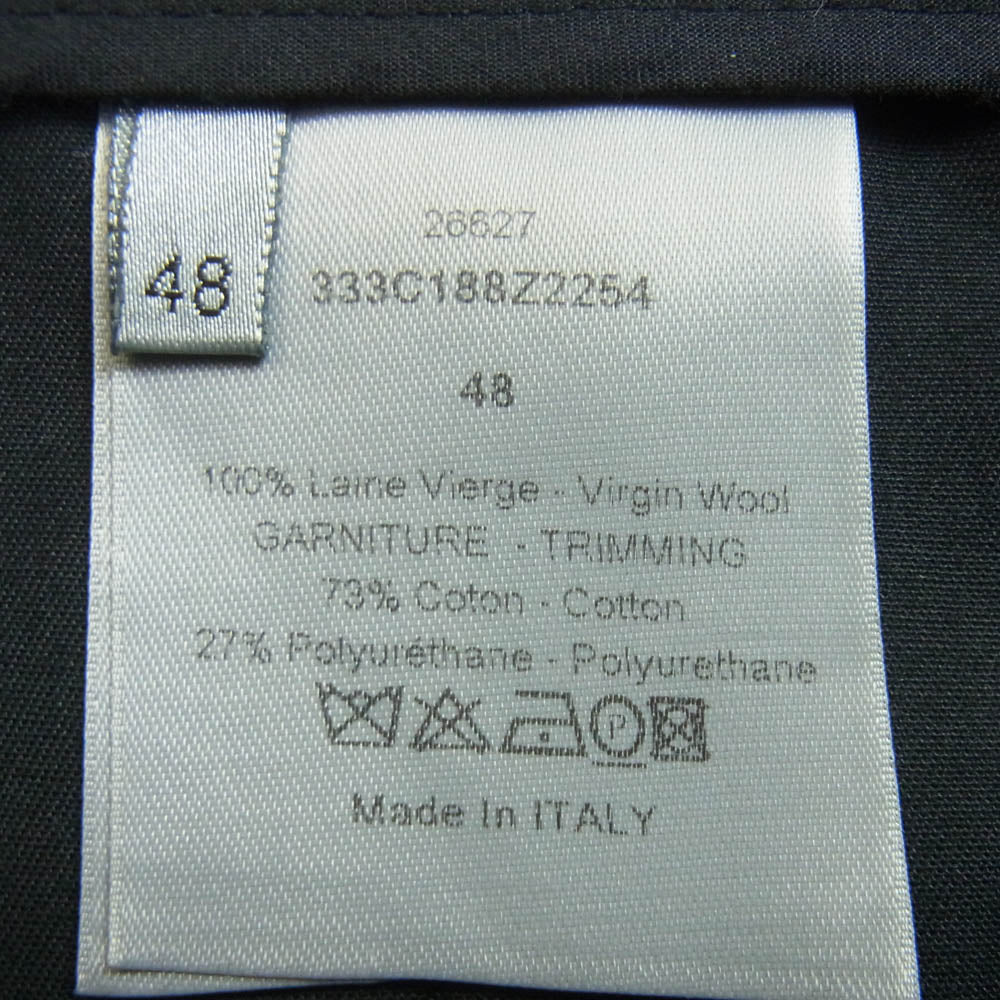 48
26627
333C188Z2254
48
100% Laine Vierge - Virgin Wool
GARNITURE - TRIMMING
73% Coton - Cotton
27% Polyuréthane - Polyurethane
P
Made In ITALY